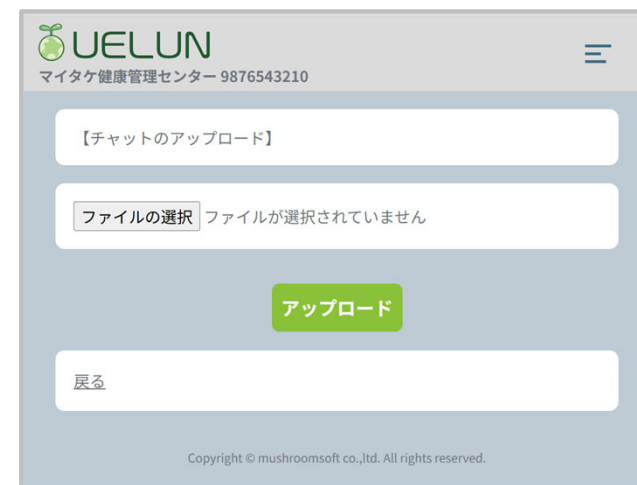 UELUN
マイタケ健康管理センター 9876543210
【チャットのアップロード】
ファイルの選択 ファイルが選択されていません
アップロード
戻る
Copyright © mushroomsoft co.,ltd. All rights reserved.